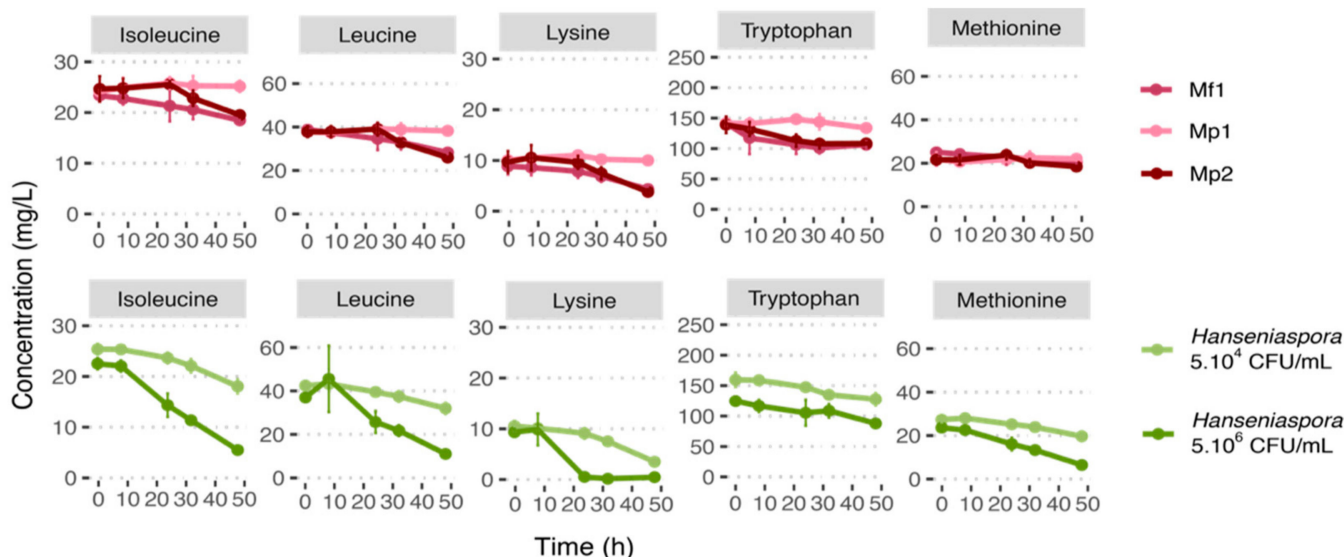 Isoleucine
Leucine
Lysine
Tryptophan
Methionine
30
20
10
0
60
40
20
0
30
20
10
0
250
200
150
100
50
0
60
40
20
0
0 10 20 30 40 50
0 10 20 30 40 50
0 10 20 30 40 50
0 10 20 30 40 50
0 10 20 30 40 50
Mf1
Mp1
Mp2
Concentration (mg/L)
Isoleucine
Leucine
Lysine
Tryptophan
Methionine
30
20
10
0
60
40
20
0
30
20
10
0
250
200
150
100
50
0
60
40
20
0
0 10 20 30 40 50
0 10 20 30 40 50
0 10 20 30 40 50
0 10 20 30 40 50
0 10 20 30 40 50
Hanseniaspora
5.10⁴ CFU/mL
Hanseniaspora
5.10⁶ CFU/mL
Time (h)